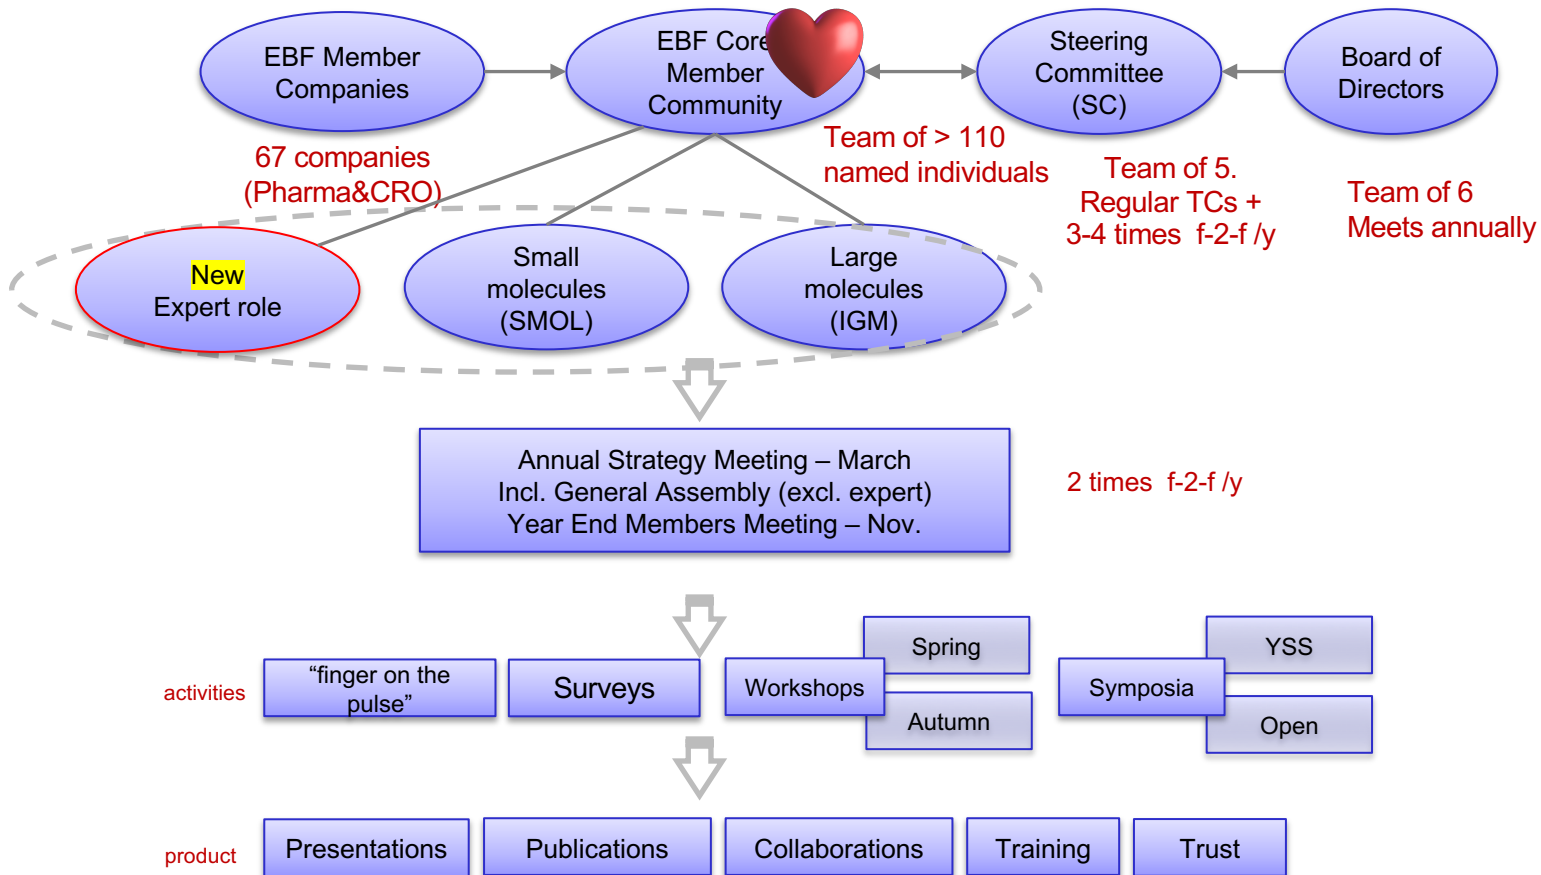 EBF Member
Companies
EBF Core
Member
Community
Steering
Committee
(SC)
Board of
Directors
67 companies
(Pharma&CRO)
Team of > 110
named individuals
Team of 5.
Regular TCs +
3-4 times f-2-f /y
Team of 6
Meets annually
New
Expert role
Small
molecules
(SMOL)
Large
molecules
(IGM)
Annual Strategy Meeting – March
Incl. General Assembly (excl. expert)
Year End Members Meeting – Nov.
2 times f-2-f /y
activities
“finger on the
pulse”
Surveys
Workshops
Spring
Autumn
Symposia
YSS
Open
product
Presentations
Publications
Collaborations
Training
Trust